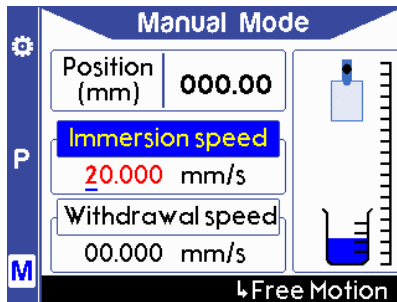 Manual Mode
Position
(mm)
000.00
Immersion speed
20.000 mm/s
P
Withdrawal speed
00.000 mm/s
M
↳Free Motion